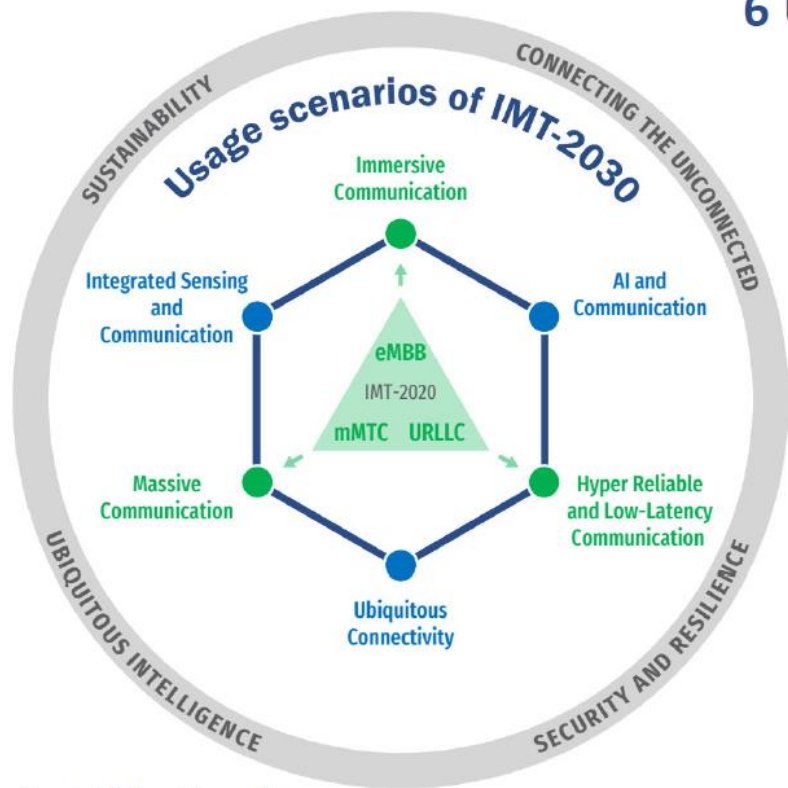 6
SUSTAINABILITY
CONNECTING THE UNCONNECTED
Usage scenarios of IMT-2030
Immersive
Communication
Integrated Sensing
and
Communication
AI and
Communication
eMBB
IMT-2020
mMTC URLLC
Massive
Communication
Hyper Reliable
and Low-Latency
Communication
Ubiquitous
Connectivity
UBIQUITOUS INTELLIGENCE
SECURITY AND RESILIENCE